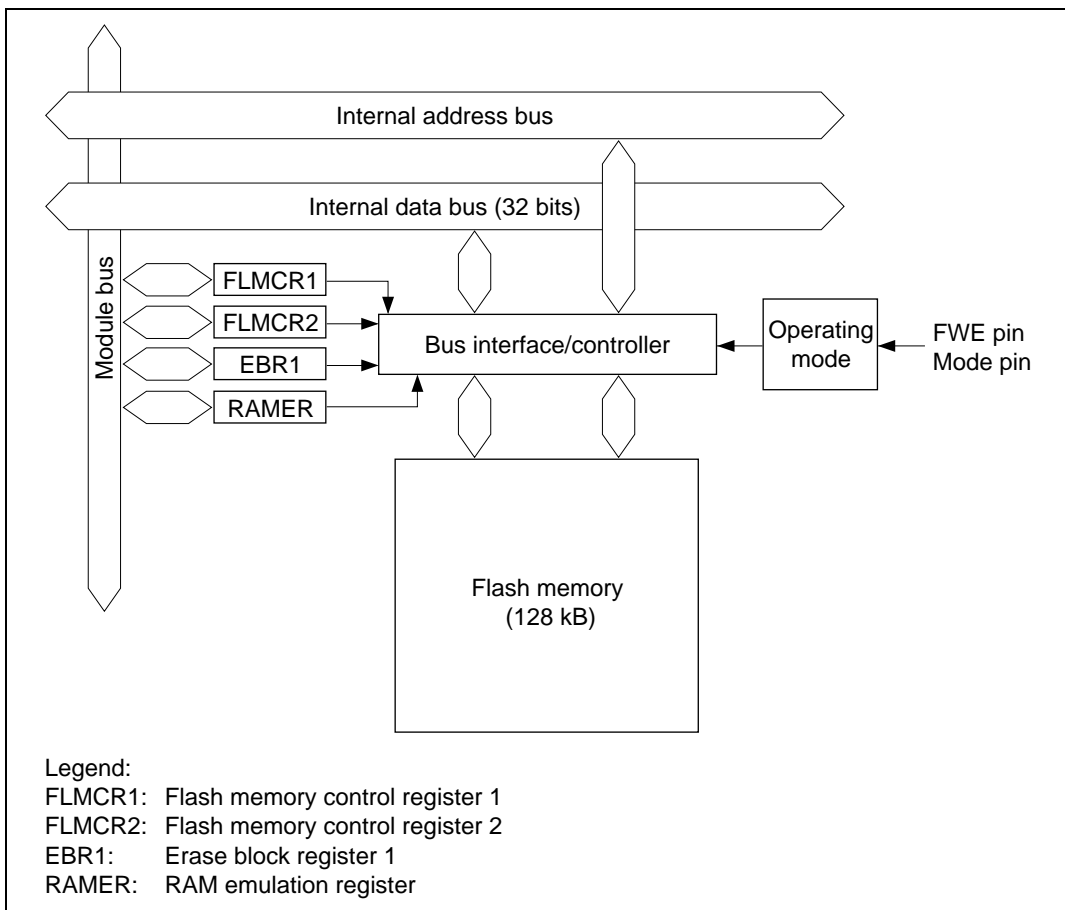 Internal address bus
Internal data bus (32 bits)
Module bus
FLMCR1
FLMCR2
EBR1
RAMER
Bus interface/controller
Operating
mode
FWE pin
Mode pin
Flash memory
(128 kB)
Legend:
FLMCR1: Flash memory control register 1
FLMCR2: Flash memory control register 2
EBR1: Erase block register 1
RAMER: RAM emulation register